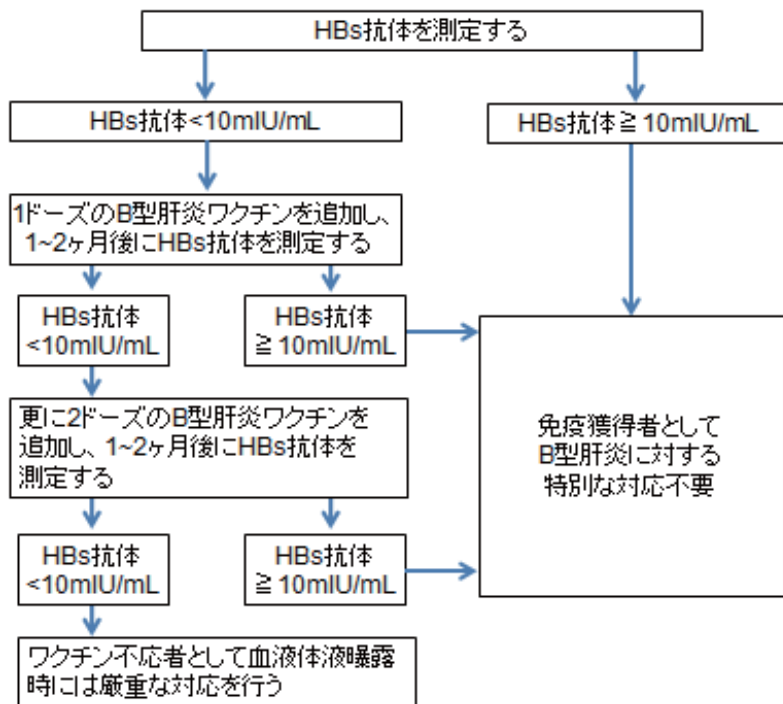 HBs抗体を測定する
HBs抗体<10mIU/mL
HBs抗体≧10mIU/mL
1ドーズのB型肝炎ワクチンを追加し、
1~2ヶ月後にHBs抗体を測定する
HBs抗体
<10mIU/mL
HBs抗体
≧10mIU/mL
更に2ドーズのB型肝炎ワクチンを
追加し、1~2ヶ月後にHBs抗体を
測定する
免疫獲得者として
B型肝炎に対する
特別な対応不要
HBs抗体
<10mIU/mL
HBs抗体
≧10mIU/mL
ワクチン不応者として血液体液曝露
時には厳重な対応を行う